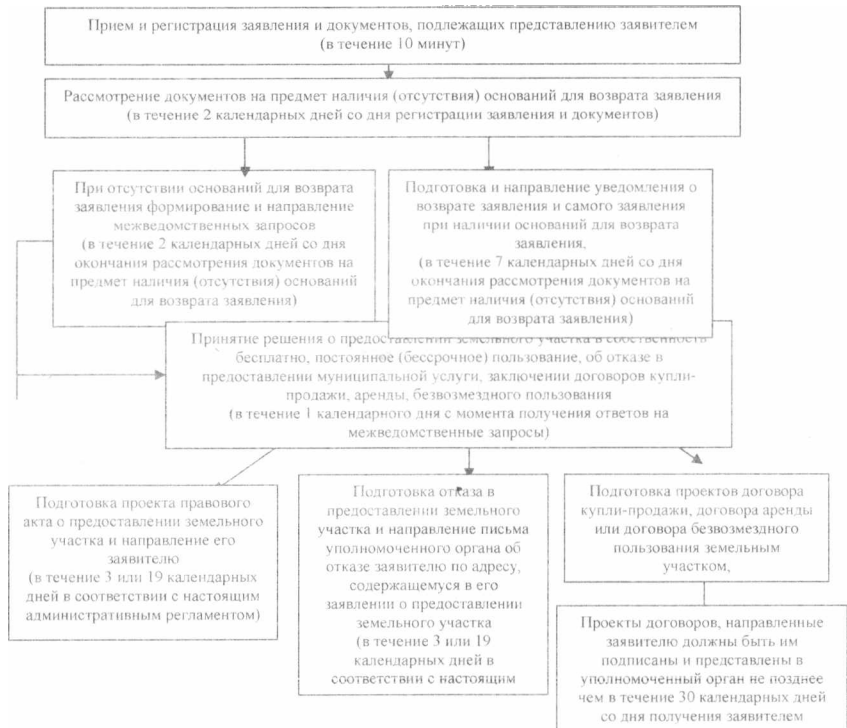 Прием и регистрация заявления и документов, подлежащих представлению заявителем
(в течение 10 минут)
Рассмотрение документов на предмет наличия (отсутствия) оснований для возврата заявления
(в течение 2 календарных дней со дня регистрации заявления и документов)
При отсутствии оснований для возврата
заявления формирование и направление
межведомственных запросов
(в течение 2 календарных дней со дня
окончания рассмотрения документов на
предмет наличия (отсутствия) оснований
для возврата заявления)
Подготовка и направление уведомления о
возврате заявления и самого заявления
при наличии оснований для возврата
заявления,
(в течение 7 календарных дней со дня
окончания рассмотрения документов на
предмет наличия (отсутствия) оснований
для возврата заявления)
Принятие решения о предоставлении земельного участка в собственность
бесплатно, постоянное (бессрочное) пользование, об отказе в
предоставлении муниципальной услуги, заключении договоров купли-
продажи, аренды, безвозмездного пользования
(в течение 1 календарного дня с момента получения ответов на
межведомственные запросы)
Подготовка проекта правового
акта о предоставлении земельного
участка и направление его
заявителю
(в течение 3 или 19 календарных
дней в соответствии с настоящим
административным регламентом)
Подготовка отказа в
предоставлении земельного
участка и направление письма
уполномоченного органа об
отказе заявителю по адресу,
содержащемуся в его
заявлении о предоставлении
земельного участка
(в течение 3 или 19
календарных дней в
соответствии с настоящим
Подготовка проектов договора
купли-продажи, договора аренды
или договора безвозмездного
пользования земельным
участком,
Проекты договоров, направленные
заявителю должны быть им
подписаны и представлены в
уполномоченный орган не позднее
чем в течение 30 календарных дней
со дня получения заявителем